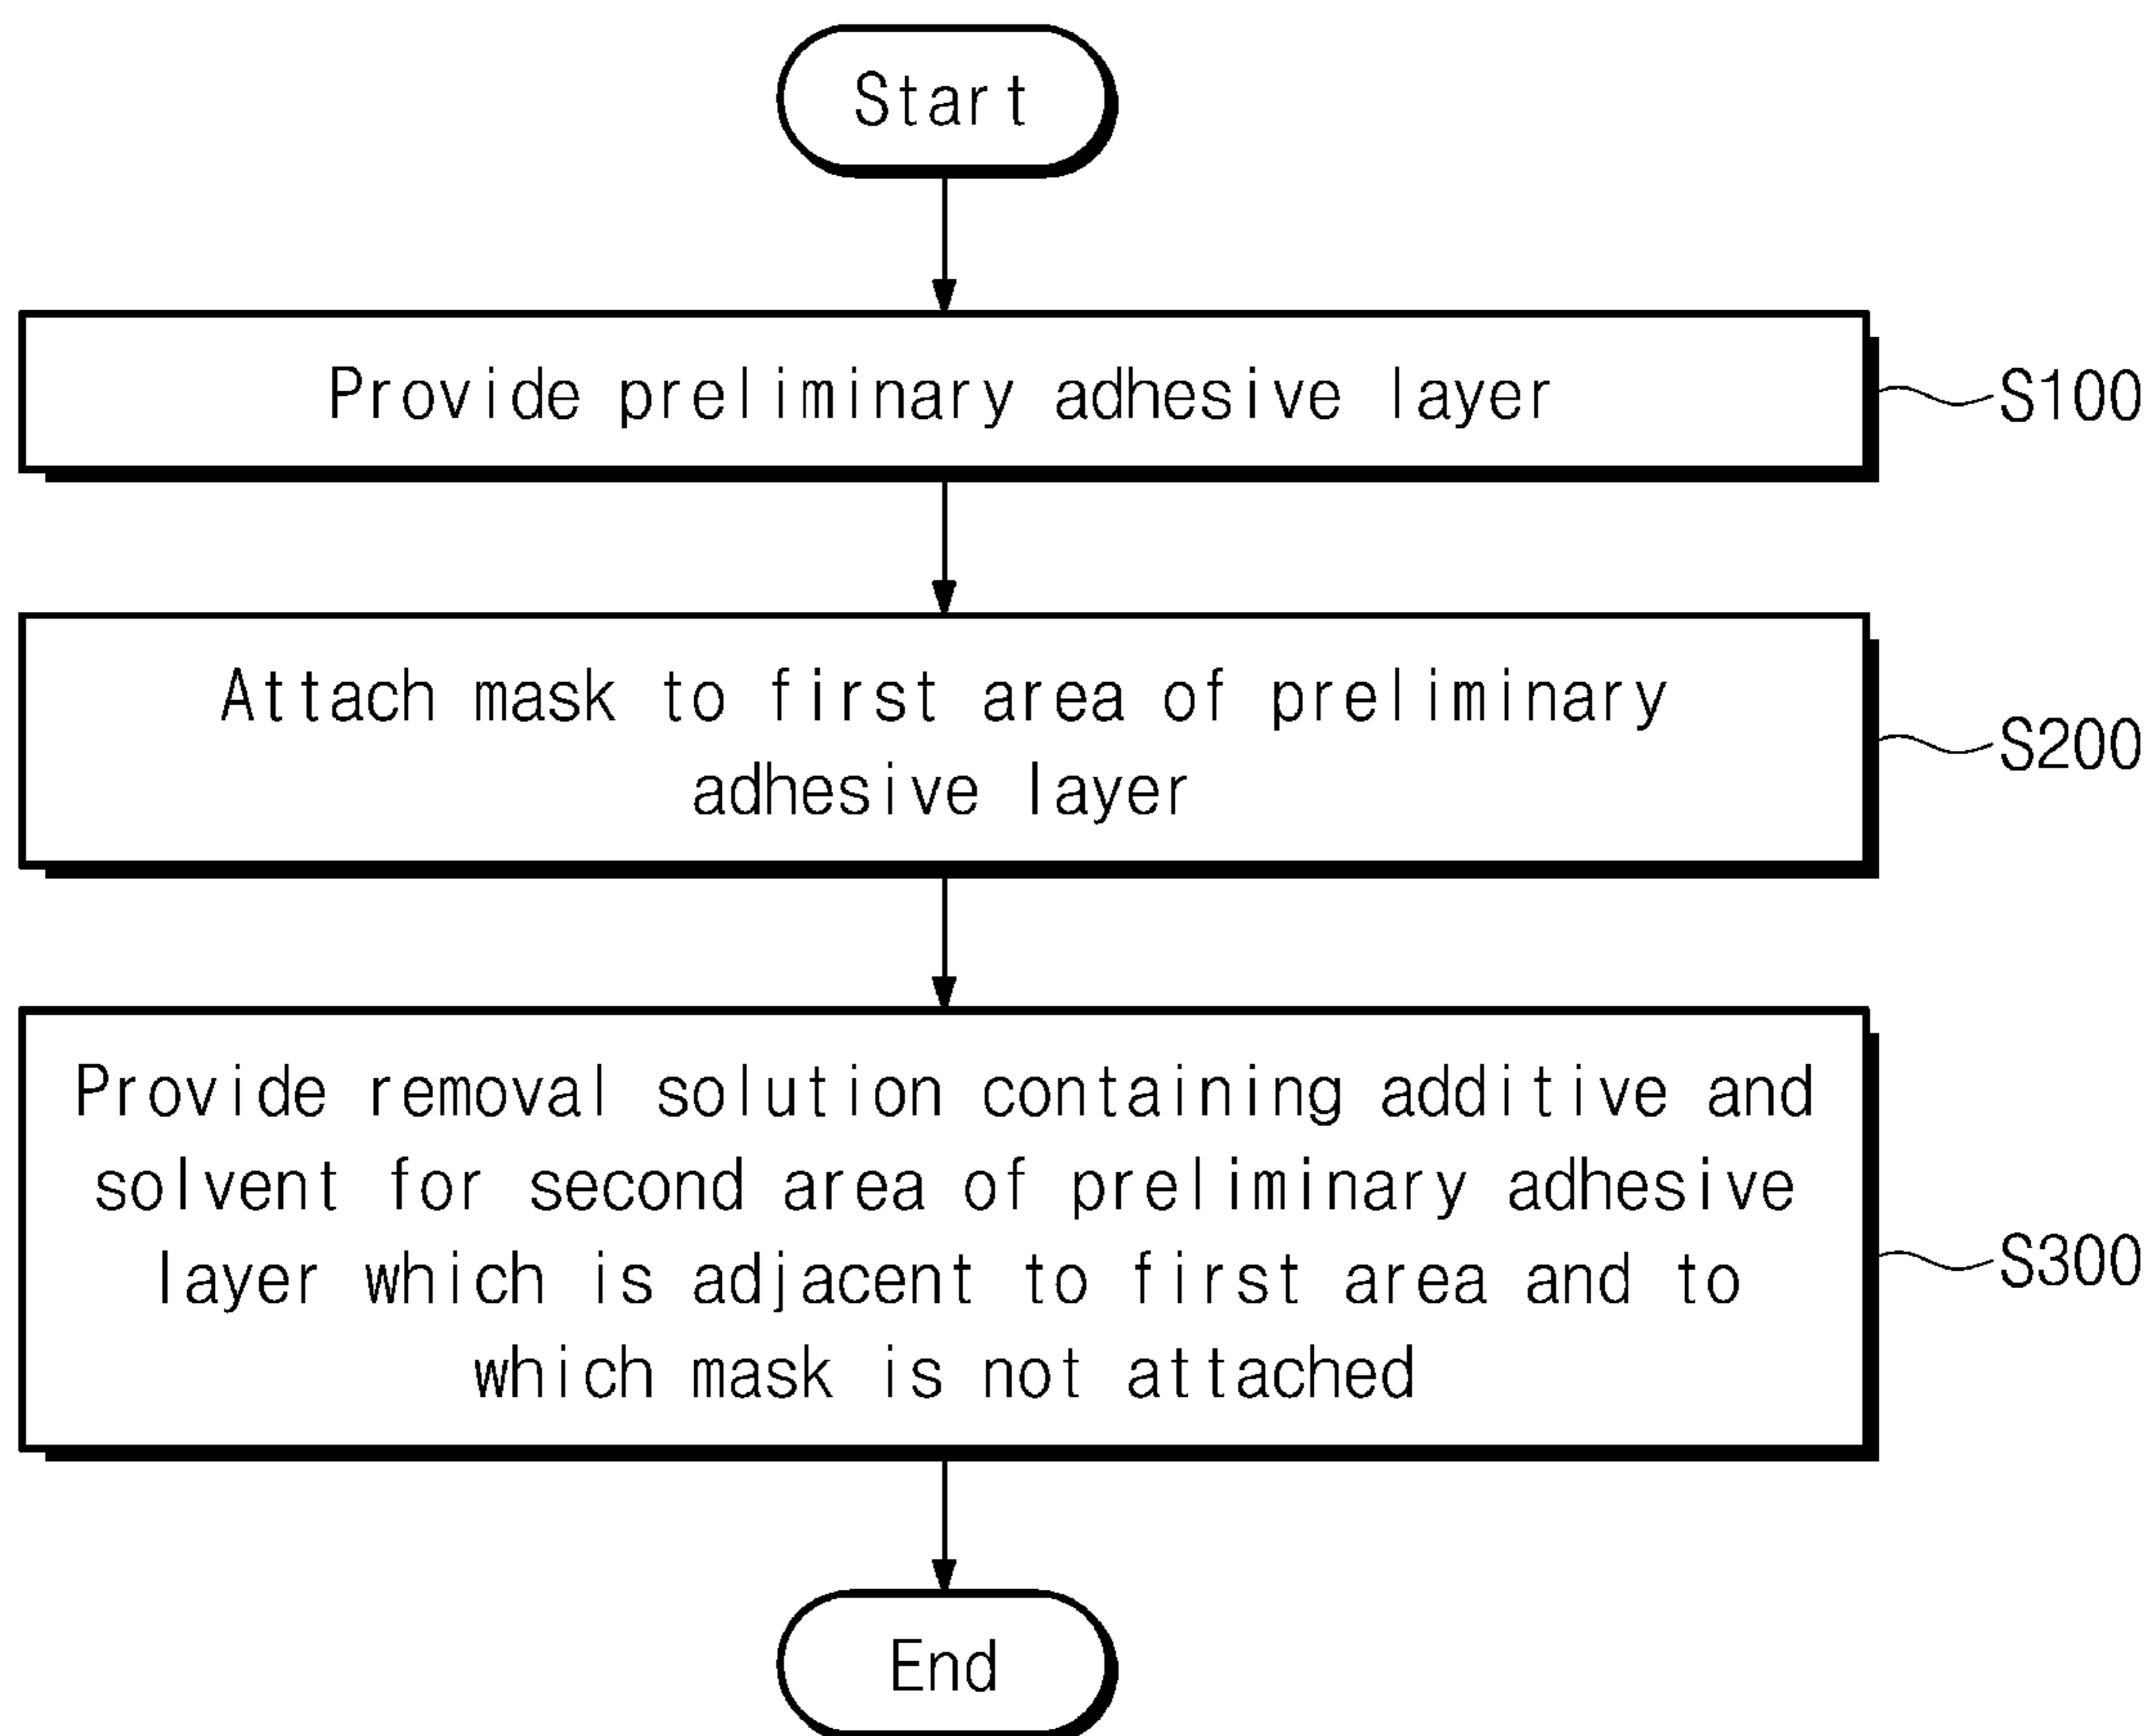 Start
Provide preliminary adhesive layer
S100
Attach mask to first area of preliminary
adhesive layer
S200
Provide removal solution containing additive and
solvent for second area of preliminary adhesive
layer which is adjacent to first area and to
which mask is not attached
S300
End